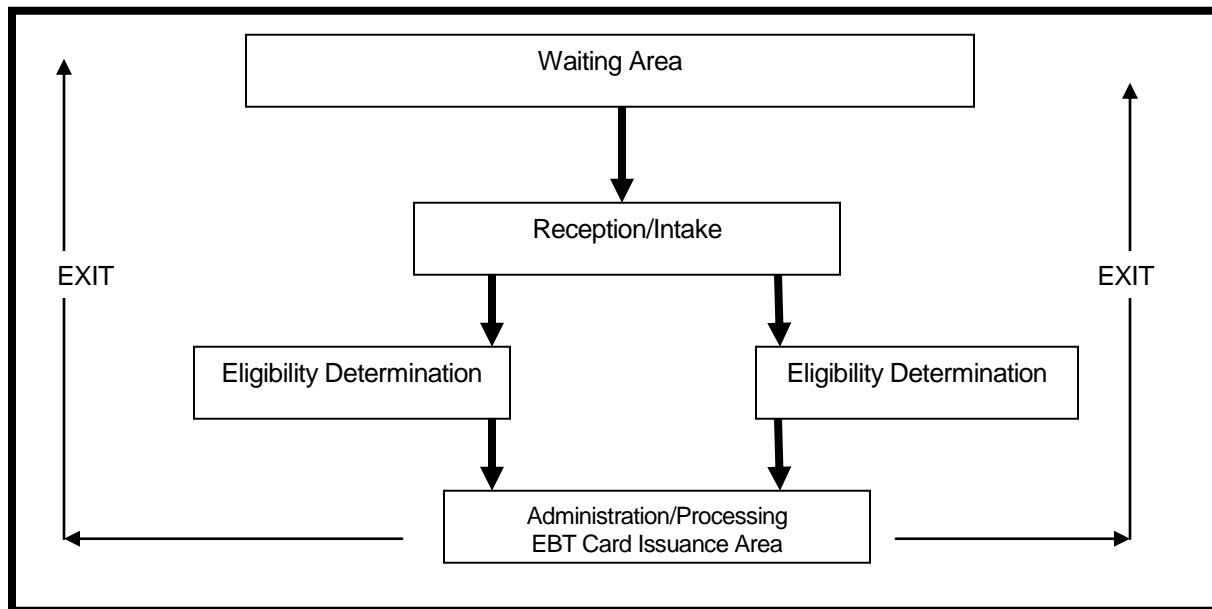 Waiting Area
Reception/Intake
EXIT
EXIT
Eligibility Determination
Eligibility Determination
Administration/Processing
EBT Card Issuance Area